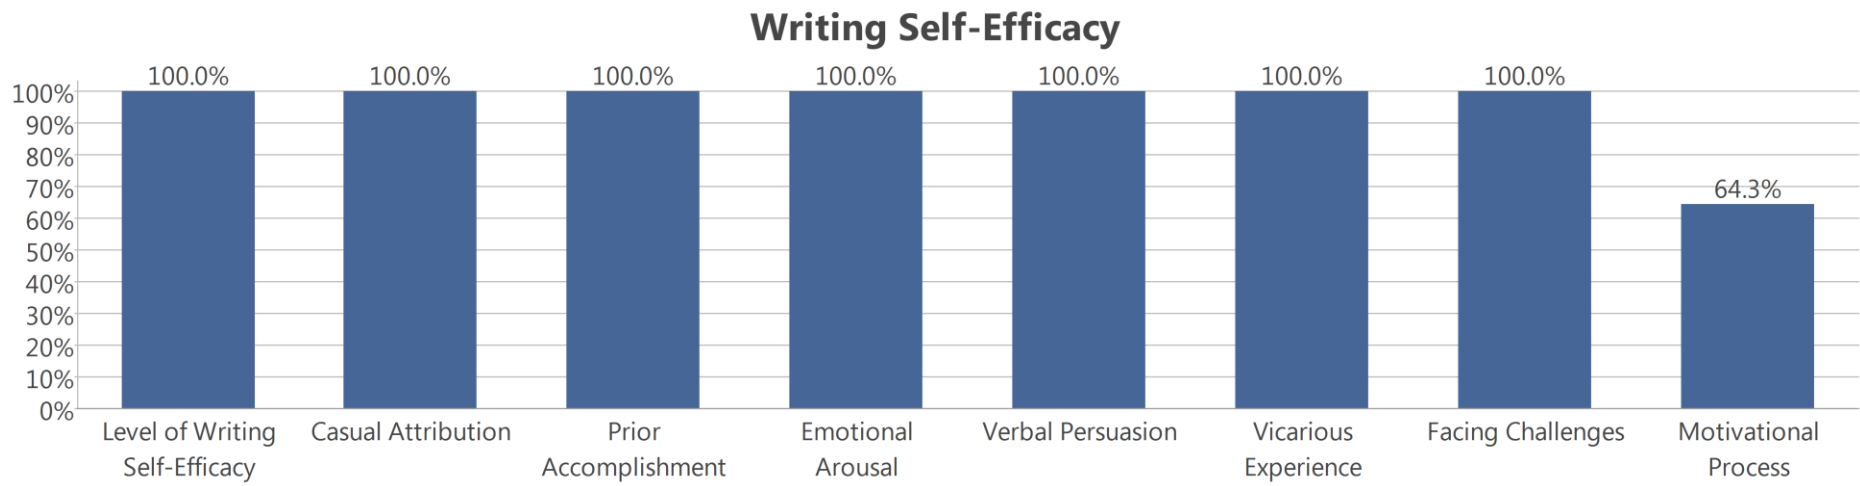 Writing Self-Efficacy
100.0% 100.0% 100.0% 100.0% 100.0% 100.0% 100.0%
64.3%
100%
90%
80%
70%
60%
50%
40%
30%
20%
10%
0%
Level of Writing Self-Efficacy
Casual Attribution
Prior Accomplishment
Emotional Arousal
Verbal Persuasion
Vicarious Experience
Facing Challenges
Motivational Process